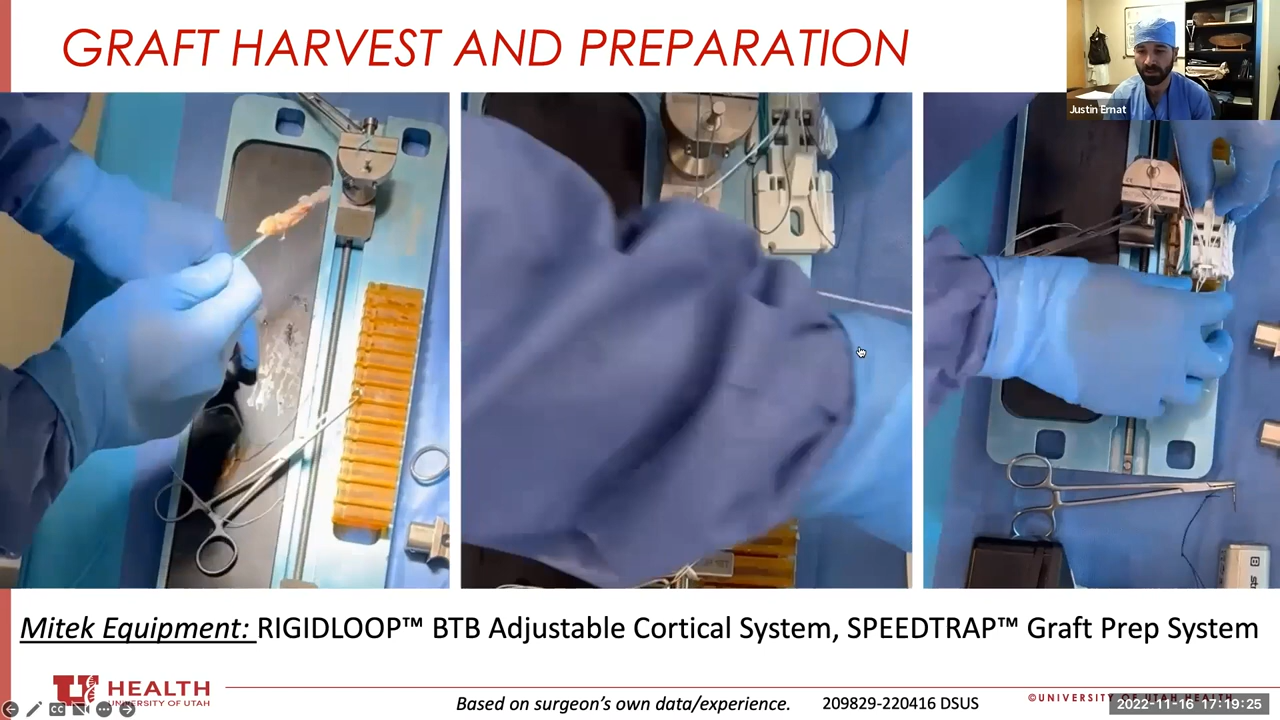 GRAFT HARVEST AND PREPARATION
Justin Ernat
Mitek Equipment: RIGIDLOOP™ BTB Adjustable Cortical System, SPEEDTRAP™ Graft Prep System
U HEALTH
UNIVERSITY OF UTAH
CC
Based on surgeon's own data/experience.
209829-220416 DSUS
©UNIVERSITY OF UTAH HEALTH
2022-11-16 17:19:25